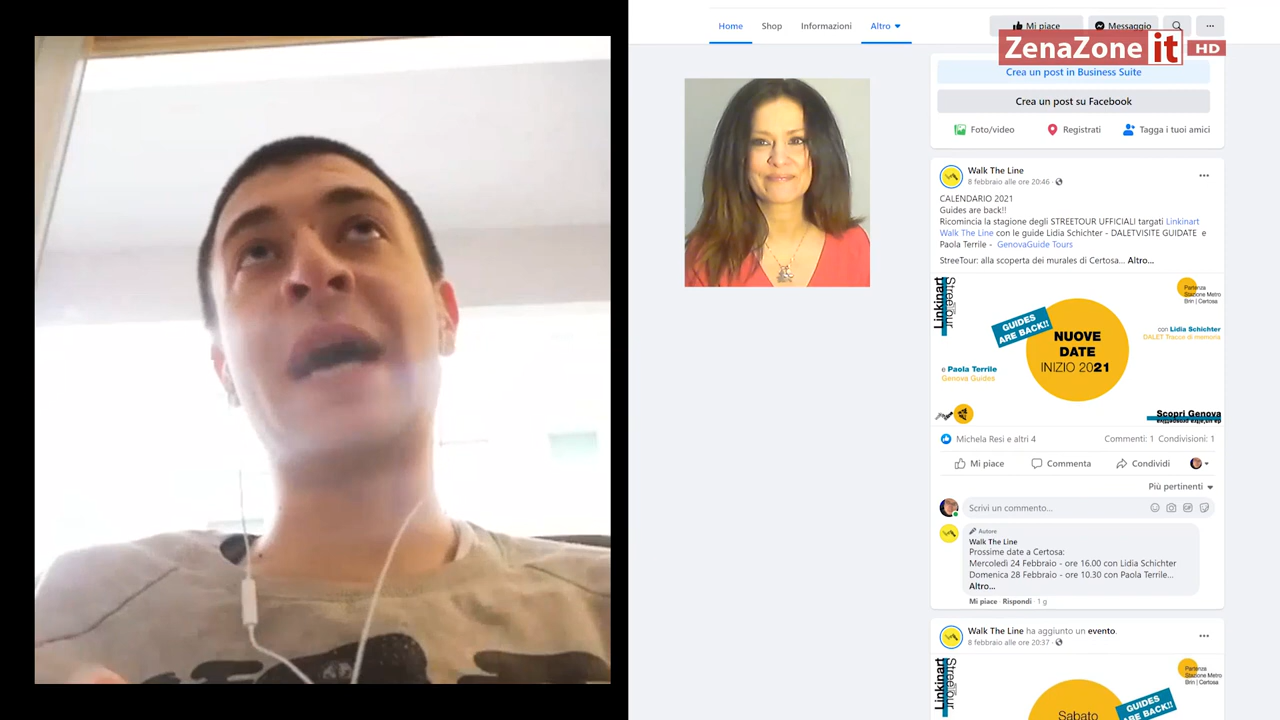 Home
Shop
Informazioni
Altro
Mi piace
Messaggio
ZenaZone it HD
Crea un post in Business Suite
Crea un post su Facebook
Foto/video
Registrati
Tagga i tuoi amici
Walk The Line
8 febbraio alle ore 20:46
CALENDARIO 2021
Guides are back!!
Ricomincia la stagione degli STREETOUR UFFICIALI targati Linkinart
Walk The Line con le guide Lidia Schichter - DALETVISITE GUIDATE e
Paola Terrile - GenovaGuide Tours
StreeTour: alla scoperta dei murales di Certosa... Altro...
Linkinart
StreeTour
GUIDES
ARE BACK!!
NUOVE
DATE
INIZIO 2021
Partenza
Stazione Metro
Brin | Certosa
con Lidia Schichter
DALET Tracce di memoria
e Paola Terrile
Genova Guides
Scopri Genova
Michela Resi e altri 4
Commenti: 1 Condivisioni: 1
Mi piace
Commenta
Condividi
Più pertinenti
Scrivi un commento...
Autore
Walk The Line
Prossime date a Certosa:
Mercoledì 24 Febbraio - ore 16.00 con Lidia Schichter
Domenica 28 Febbraio - ore 10.30 con Paola Terrile...
Altro...
Mi piace Rispondi 1 g
Walk The Line ha aggiunto un evento.
8 febbraio alle ore 20:37
Linkinart
StreeTour
Partenza
Stazione Metro
Brin | Certosa
GUIDES
ARE BACK!!
Sabato